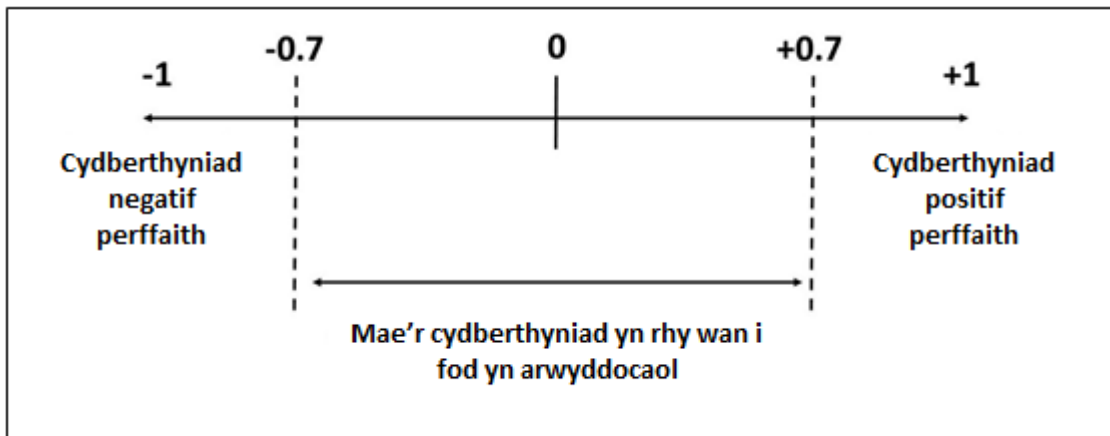 -0.7 0 +0.7
-1 +1
Cydberthyniad
negatif
perffaith
Cydberthyniad
positif
perffaith
Mae'r cydberthyniad yn rhy wan i
fod yn arwyddocaol